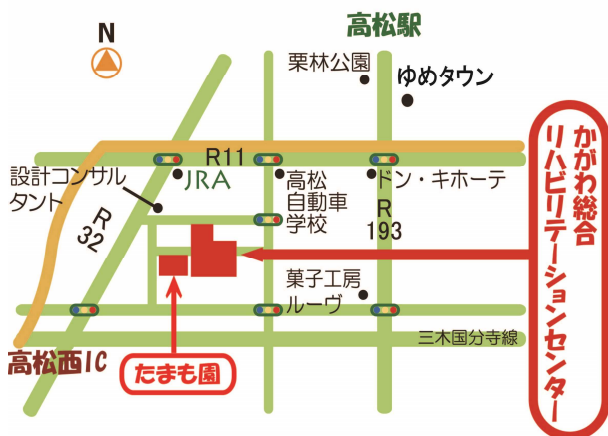 高松駅
N
栗林公園
ゆめタウン
R11
設計コンサル
タント
JRA
高松
自動車
学校
ドン・キホーテ
R
32
R
193
菓子工房
ルーヴ
三木国分寺線
高松西IC
たまも園
かがわ総合
リハビリテーションセンター